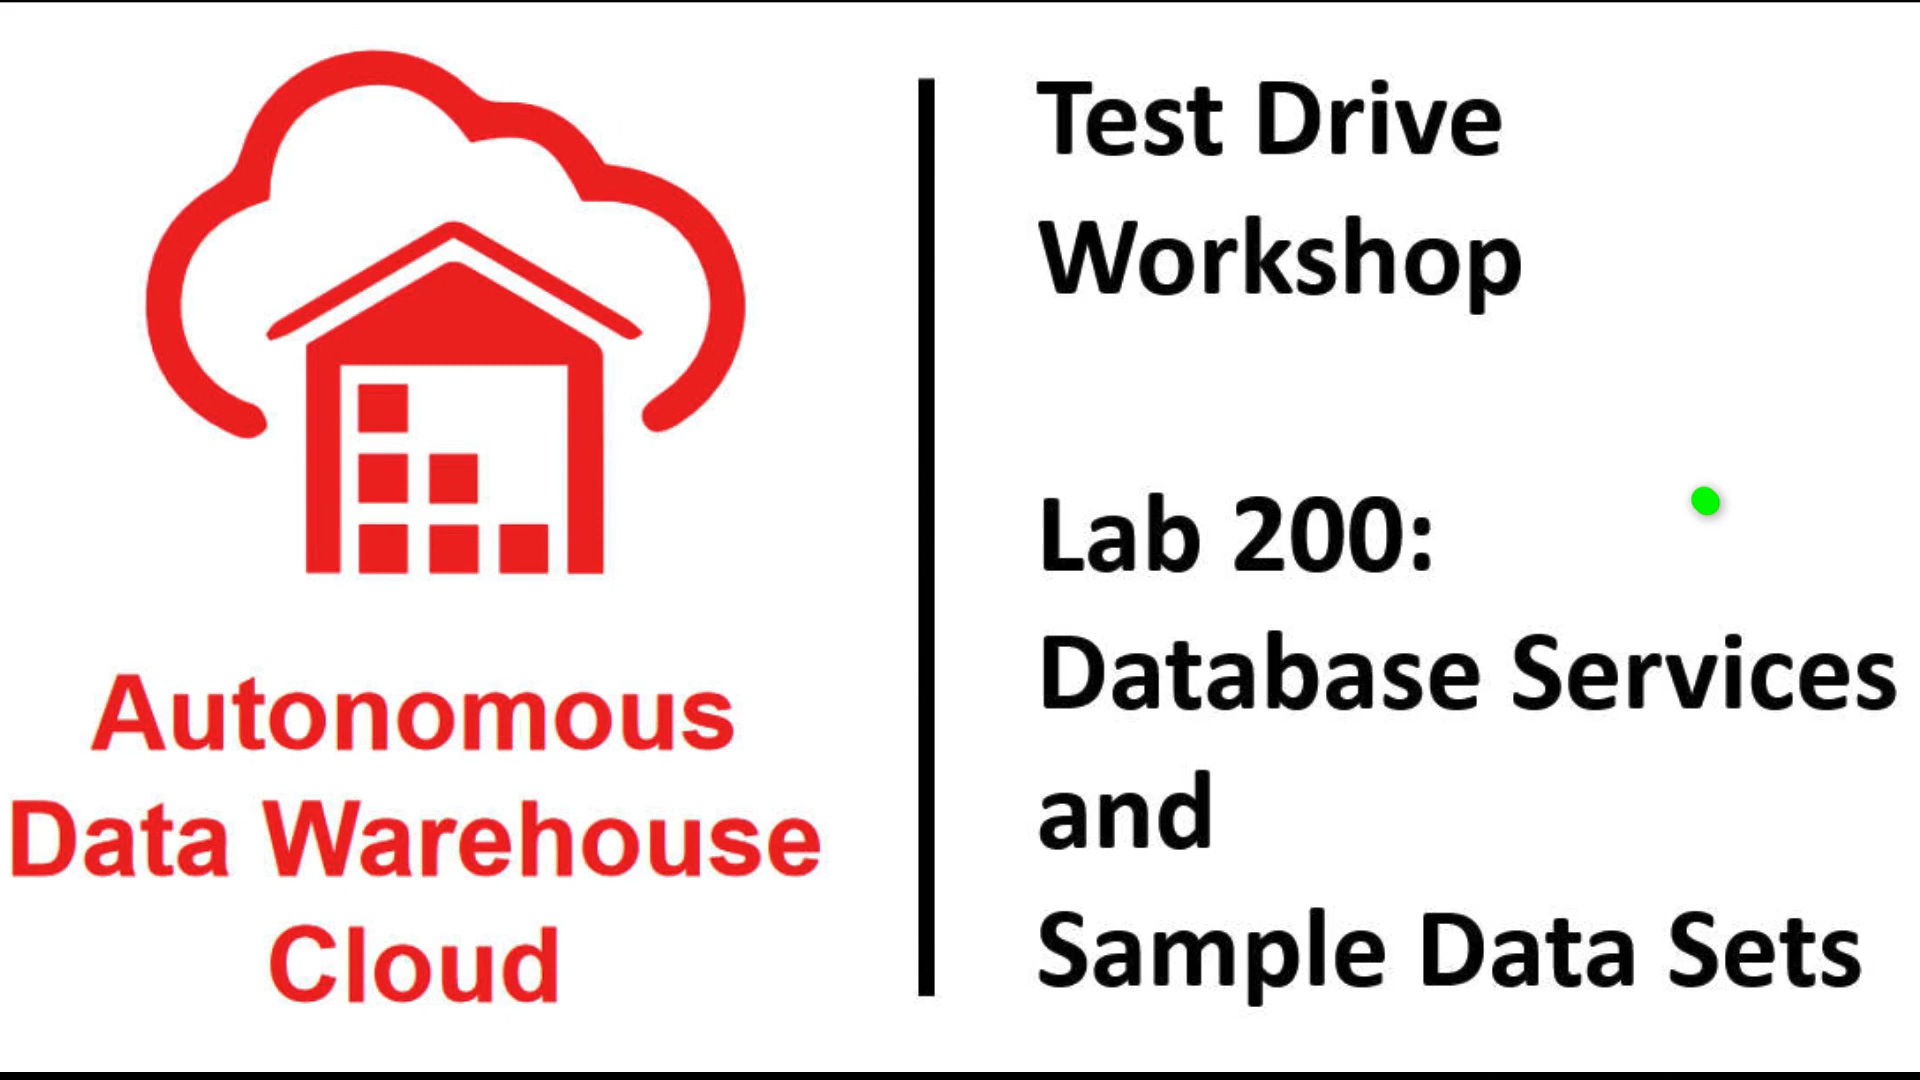 Autonomous
Data Warehouse
Cloud
Test Drive
Workshop
Lab 200:
Database Services
and
Sample Data Sets